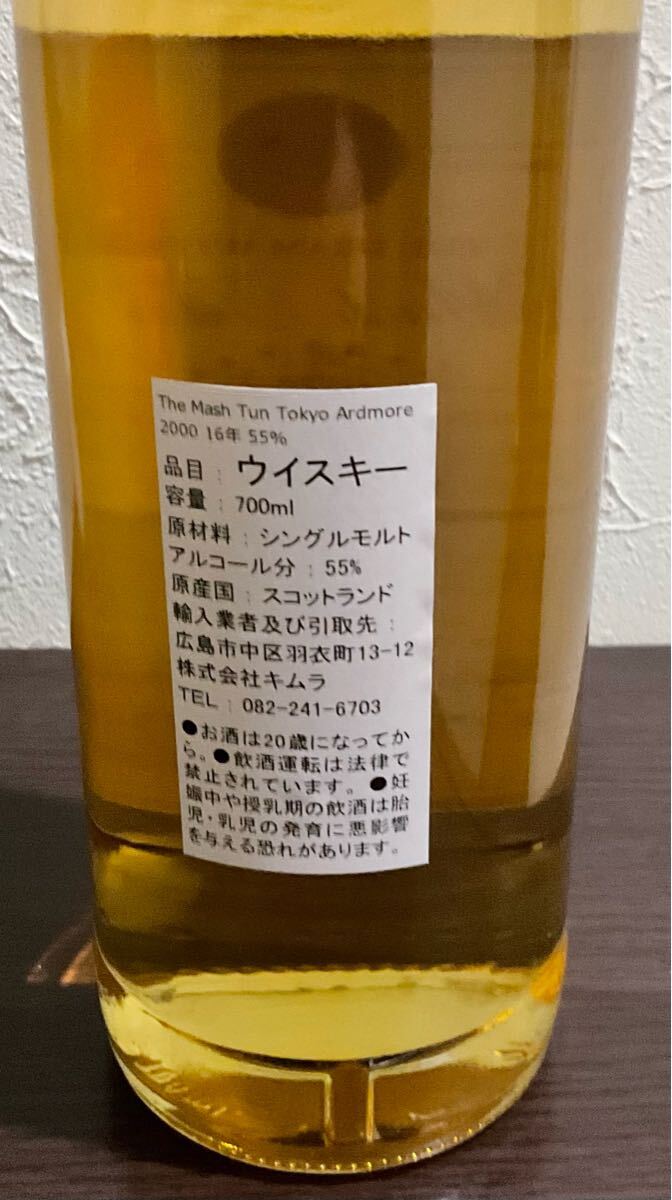 The Mash Tun Tokyo Ardmore
2000 16年 55%
品目 : ウイスキー
容量 : 700ml
原材料 : シングルモルト
アルコール分 : 55%
原産国 : スコットランド
輸入業者及び引取先 :
広島市中区羽衣町13-12
株式会社キムラ
TEL : 082-241-6703
●お酒は20歳になってか
ら。●飲酒運転は法律で
禁止されています。●妊
娠中や授乳期の飲酒は胎
児・乳児の発育に悪影響
を与える恐れがあります。